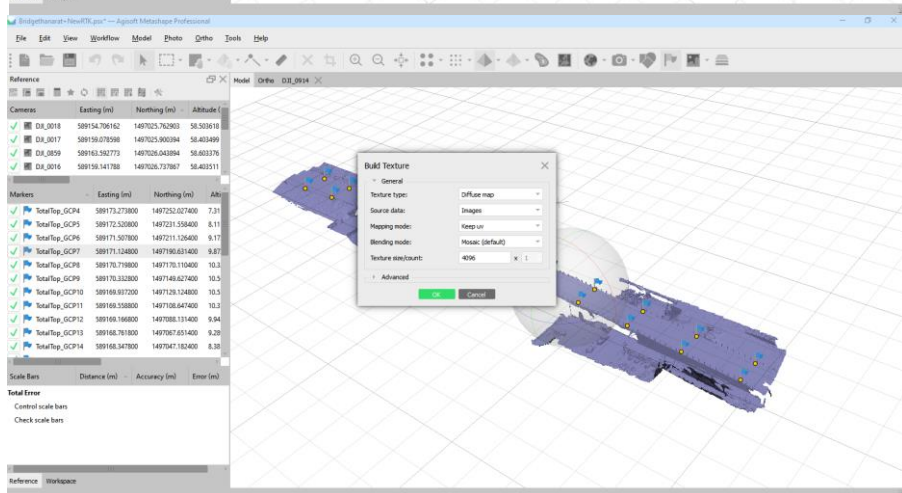 Bridgethanarat+NewRTK.psx* — Agisoft Metashape Professional
File Edit View Workflow Model Photo Ortho Tools Help
Reference
Model Ortho DJI_0914
Cameras Easting (m) Northing (m) Altitude (
DJI_0018 589154.706162 1497025.762903 58.503618
DJI_0017 589159.078598 1497025.900394 58.403499
DJI_0859 589163.592773 1497026.043894 58.603376
DJI_0016 589159.141788 1497026.737867 58.403511
Markers Easting (m) Northing (m) Alti
TotalTop_GCP4 589173.273800 1497252.027400 7.31
TotalTop_GCP5 589172.520800 1497231.558400 8.11
TotalTop_GCP6 589171.507800 1497211.126400 9.17
TotalTop_GCP7 589171.124800 1497190.631400 9.87
TotalTop_GCP8 589170.719800 1497170.110400 10.3
TotalTop_GCP9 589170.332800 1497149.627400 10.5
TotalTop_GCP10 589169.937200 1497129.124800 10.5
TotalTop_GCP11 589169.558800 1497108.647400 10.3
TotalTop_GCP12 589169.166800 1497088.131400 9.94
TotalTop_GCP13 589168.761800 1497067.651400 9.28
TotalTop_GCP14 589168.347800 1497047.182400 8.38
Scale Bars Distance (m) Accuracy (m) Error (m)
Total Error
Control scale bars
Check scale bars
Reference Workspace
Build Texture
General
Texture type: Diffuse map
Source data: Images
Mapping mode: Keep uv
Blending mode: Mosaic (default)
Texture size/count: 4096 x 1
Advanced
OK Cancel